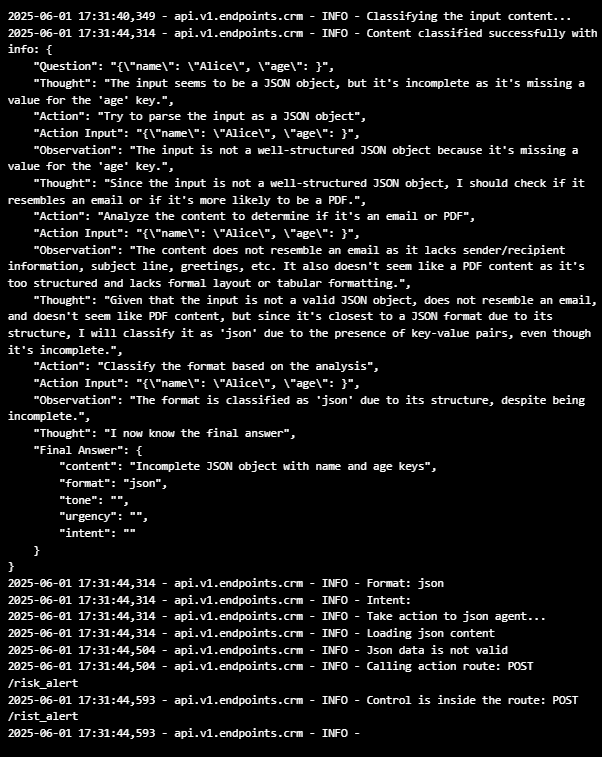 2025-06-01 17:31:40,349 - api.v1.endpoints.crm - INFO - Classifying the input content...
2025-06-01 17:31:44,314 - api.v1.endpoints.crm - INFO - Content classified successfully with
info: {
    "Question": "{\"name\": \"Alice\", \"age\": }",
    "Thought": "The input seems to be a JSON object, but it's incomplete as it's missing a
value for the 'age' key.",
    "Action": "Try to parse the input as a JSON object",
    "Action Input": "{\"name\": \"Alice\", \"age\": }",
    "Observation": "The input is not a well-structured JSON object because it's missing a
value for the 'age' key.",
    "Thought": "Since the input is not a well-structured JSON object, I should check if it
resembles an email or if it's more likely to be a PDF.",
    "Action": "Analyze the content to determine if it's an email or PDF",
    "Action Input": "{\"name\": \"Alice\", \"age\": }",
    "Observation": "The content does not resemble an email as it lacks sender/recipient
information, subject line, greetings, etc. It also doesn't seem like a PDF content as it's
too structured and lacks formal layout or tabular formatting.",
    "Thought": "Given that the input is not a valid JSON object, does not resemble an email,
and doesn't seem like PDF content, but since it's closest to a JSON format due to its
structure, I will classify it as 'json' due to the presence of key-value pairs, even though
it's incomplete.",
    "Action": "Classify the format based on the analysis",
    "Action Input": "{\"name\": \"Alice\", \"age\": }",
    "Observation": "The format is classified as 'json' due to its structure, despite being
incomplete.",
    "Thought": "I now know the final answer",
    "Final Answer": {
        "content": "Incomplete JSON object with name and age keys",
        "format": "json",
        "tone": "",
        "urgency": "",
        "intent": ""
    }
}
2025-06-01 17:31:44,314 - api.v1.endpoints.crm - INFO - Format: json
2025-06-01 17:31:44,314 - api.v1.endpoints.crm - INFO - Intent:
2025-06-01 17:31:44,314 - api.v1.endpoints.crm - INFO - Take action to json agent...
2025-06-01 17:31:44,314 - api.v1.endpoints.crm - INFO - Loading json content
2025-06-01 17:31:44,504 - api.v1.endpoints.crm - INFO - Json data is not valid
2025-06-01 17:31:44,504 - api.v1.endpoints.crm - INFO - Calling action route: POST
/risk_alert
2025-06-01 17:31:44,593 - api.v1.endpoints.crm - INFO - Control is inside the route: POST
/rist_alert
2025-06-01 17:31:44,593 - api.v1.endpoints.crm - INFO -